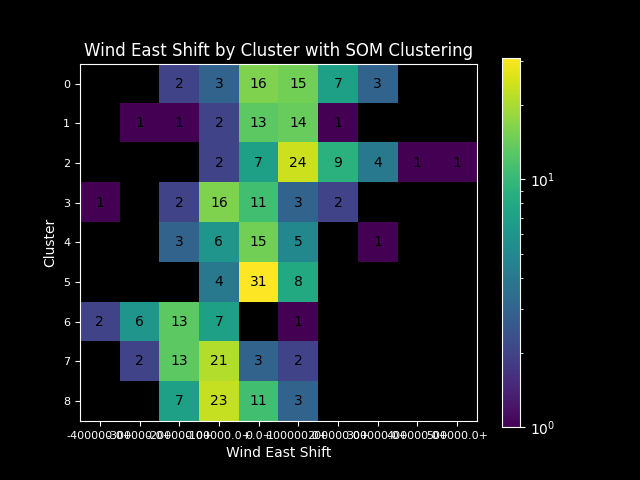 Wind East Shift by Cluster with SOM Clustering
0 2 3 16 15 7 3
1 1 1 2 13 14 1
2 2 7 24 9 4 1 1
3 1 2 16 11 3 2
4 3 6 15 5 1
5 4 31 8
6 2 6 13 7 1
7 2 13 21 3 2
8 7 23 11 3
Cluster
Wind East Shift
10^1
10^0